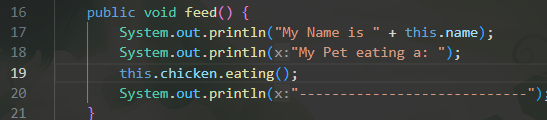 16 public void feed() {
17 System.out.println("My Name is " + this.name);
18 System.out.println(x:"My Pet eating a: ");
19 this.chicken.eating();
20 System.out.println(x:"----------------------------");
21 }